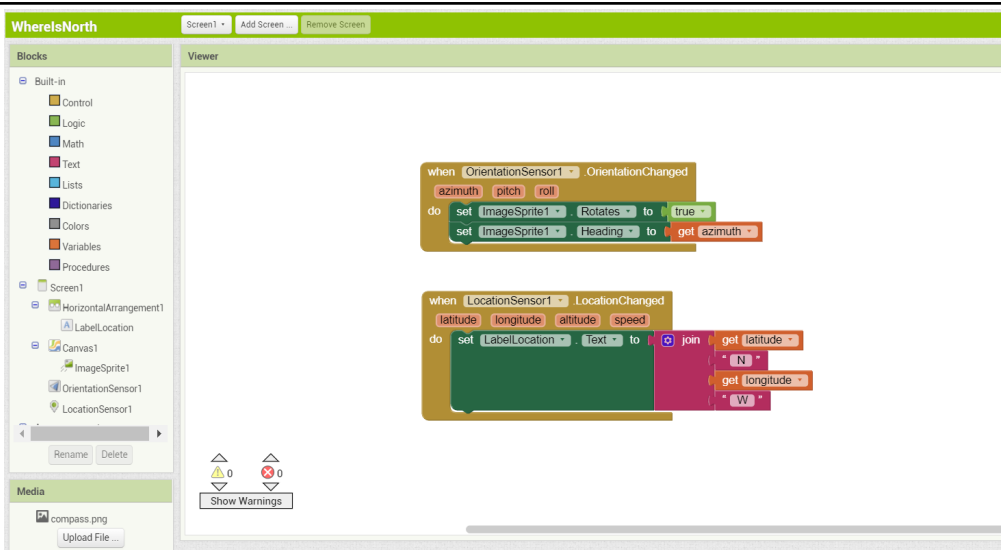 WhereIsNorth
Screen1
Add Screen ...
Remove Screen
Blocks
Viewer
Built-in
Control
Logic
Math
Text
Lists
Dictionaries
Colors
Variables
Procedures
Screen1
HorizontalArrangement1
A LabelLocation
Canvas1
ImageSprite1
OrientationSensor1
LocationSensor1
Rename Delete
Media
compass.png
Upload File ...
when OrientationSensor1 .OrientationChanged
azimuth pitch roll
do set ImageSprite1 . Rotates to true
set ImageSprite1 . Heading to get azimuth
when LocationSensor1 .LocationChanged
latitude longitude altitude speed
do set LabelLocation . Text to join get latitude
" N "
get longitude
" W "
0 0
Show Warnings